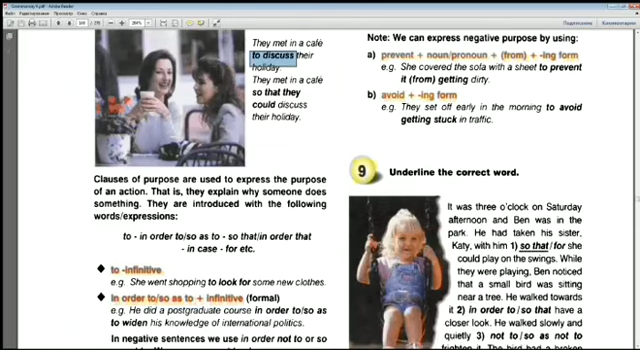 They met in a café
to discuss their
holiday.
They met in a café
so that they
could discuss
their holiday.
Clauses of purpose are used to express the purpose
of an action. That is, they explain why someone does
something. They are introduced with the following
words/expressions:
to - in order to/so as to - so that/in order that
- in case - for etc.
to -infinitive
e.g. She went shopping to look for some new clothes.
in order to/so as to + infinitive (formal)
e.g. He did a postgraduate course in order to/so as
to widen his knowledge of international politics.
In negative sentences we use in order not to or so
Note: We can express negative purpose by using:
a) prevent + noun/pronoun + (from) + -ing form
e.g. She covered the sofa with a sheet to prevent
it (from) getting dirty.
b) avoid + -ing form
e.g. They set off early in the morning to avoid
getting stuck in traffic.
9 Underline the correct word.
It was three o'clock on Saturday
afternoon and Ben was in the
park. He had taken his sister,
Katy, with him 1) so that/for she
could play on the swings. While
they were playing, Ben noticed
that a small bird was sitting
near a tree. He walked towards
it 2) in order to/so that have a
closer look. He walked slowly and
quietly 3) not to/so as not to
frighten it. The bird had a broken